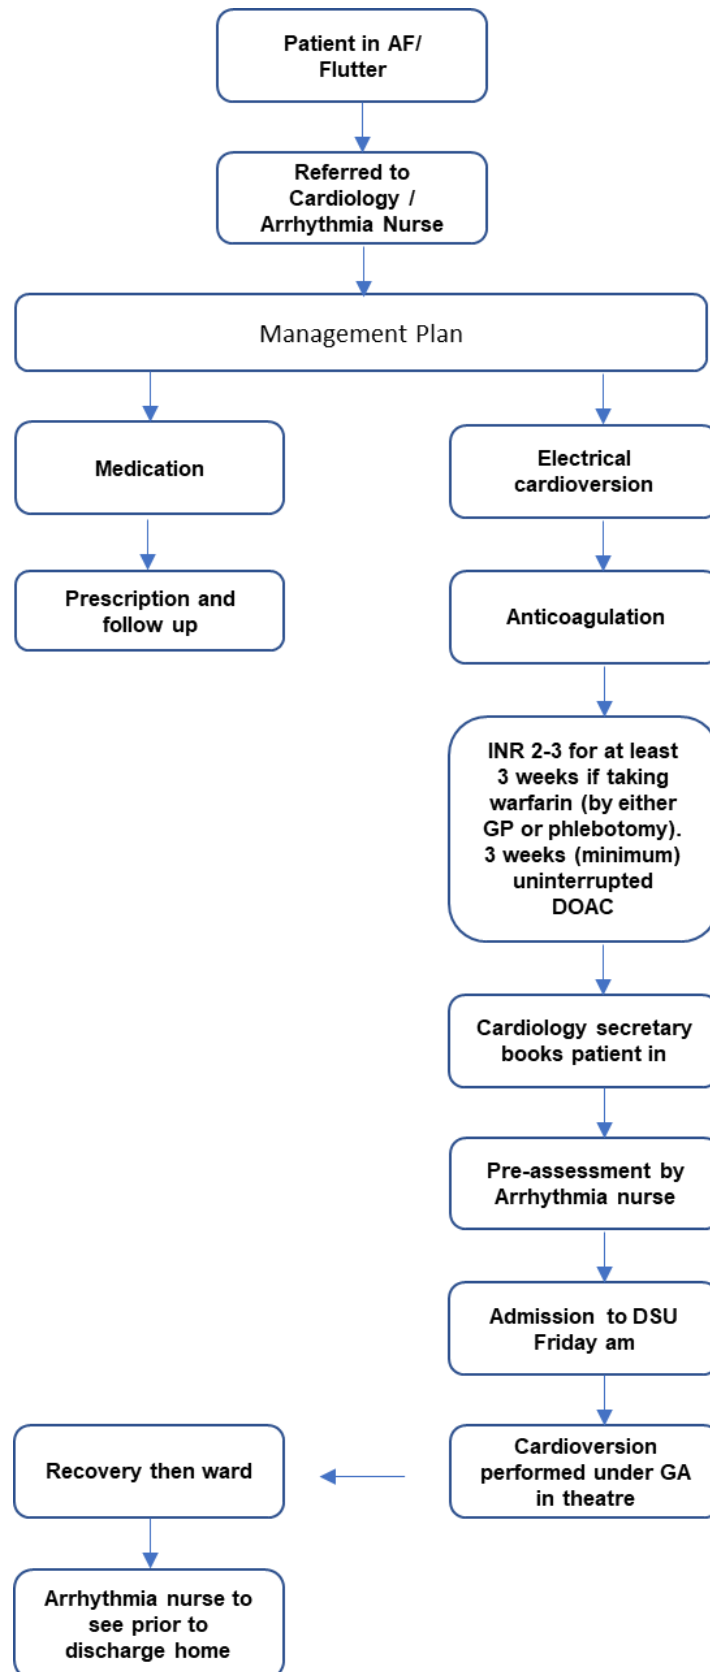 Patient in AF/
Flutter
Referred to
Cardiology /
Arrhythmia Nurse
Management Plan
Medication
Electrical
cardioversion
Prescription and
follow up
Anticoagulation
INR 2-3 for at least
3 weeks if taking
warfarin (by either
GP or phlebotomy).
3 weeks (minimum)
uninterrupted
DOAC
Cardiology secretary
books patient in
Pre-assessment by
Arrhythmia nurse
Admission to DSU
Friday am
Cardioversion
performed under GA
in theatre
Recovery then ward
Arrhythmia nurse to
see prior to
discharge home